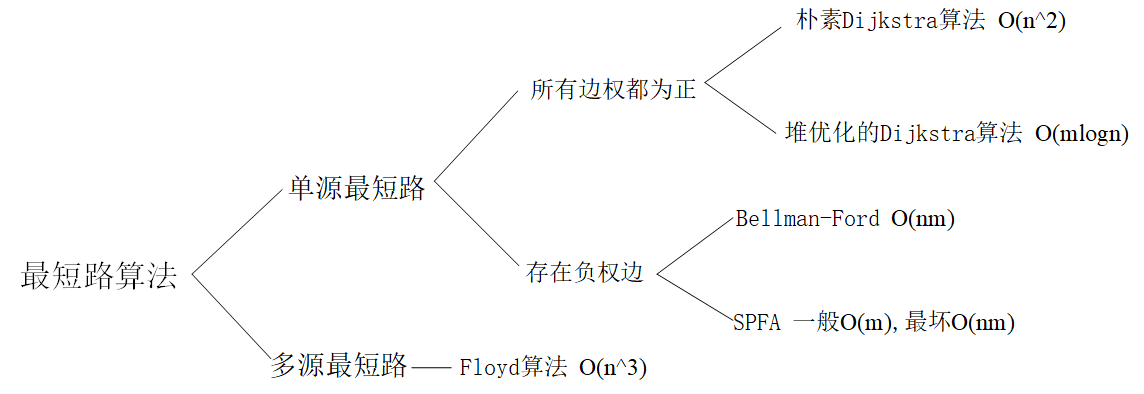 朴素Dijkstra算法 O(n^2)
所有边权都为正
堆优化的Dijkstra算法 O(mlogn)
单源最短路
Bellman-Ford O(nm)
存在负权边
最短路算法
SPFA 一般O(m), 最坏O(nm)
多源最短路
Floyd算法 O(n^3)